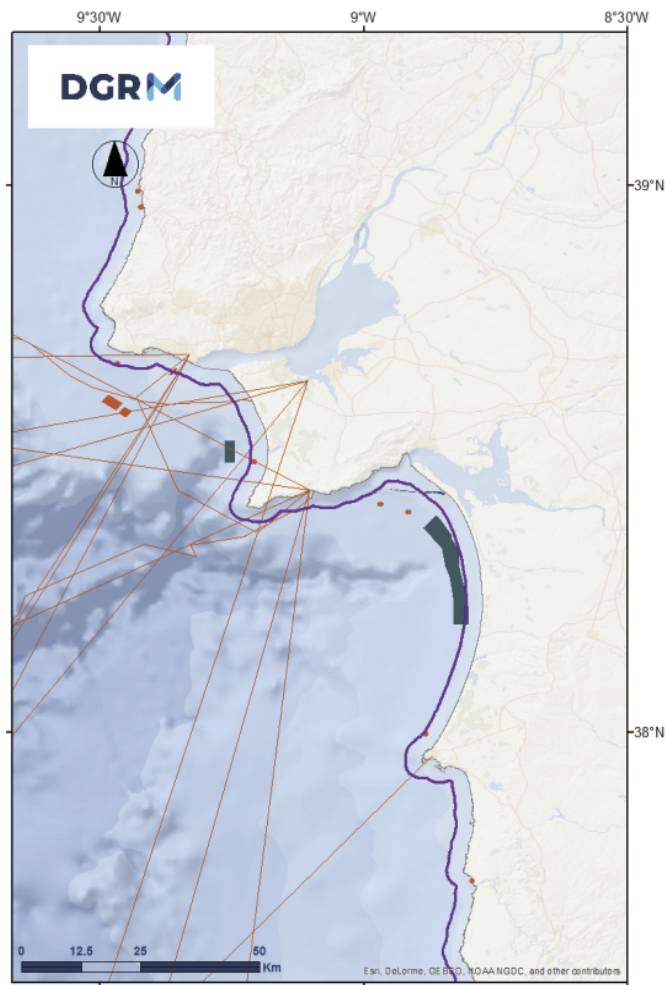 9°30'W 9°W 8°30'W
DGRM
N
39°N
38°N
0 12.5 25 50
Km
Esri, DeLorme, GEBCO, NOAA NGDC, and other contributors